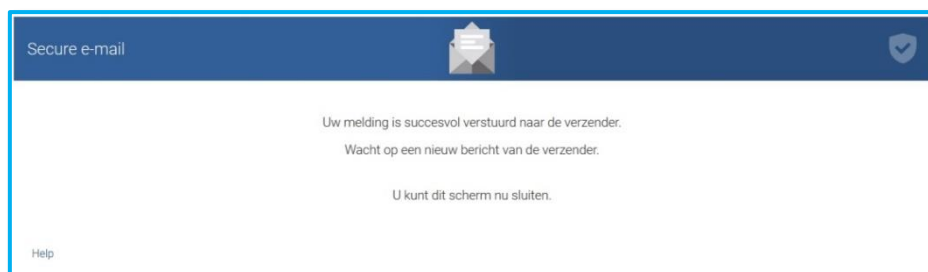 Secure e-mail
Uw melding is succesvol verstuurd naar de verzender.
Wacht op een nieuw bericht van de verzender.
U kunt dit scherm nu sluiten.
Help